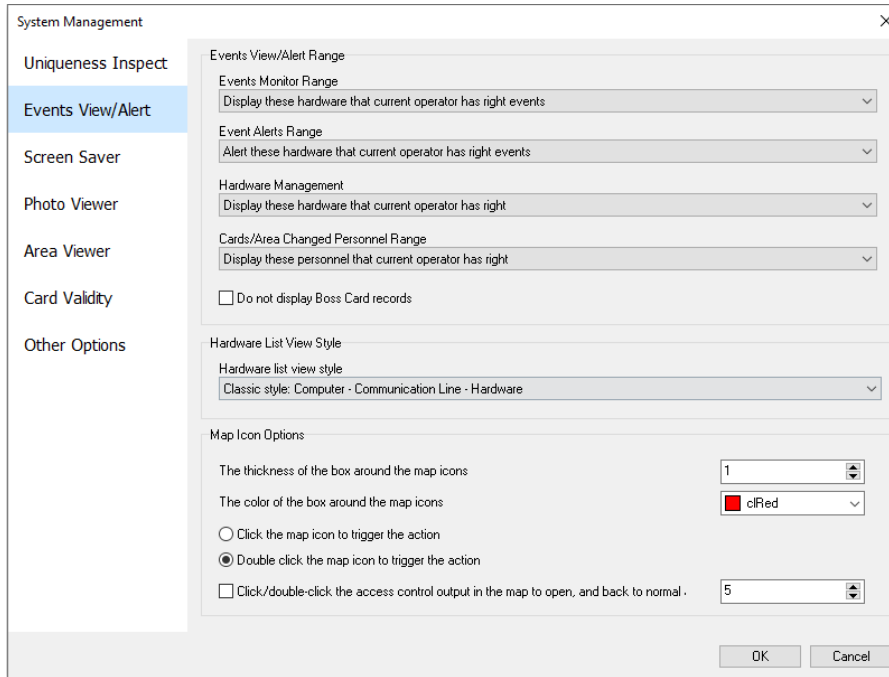 System Management
Uniqueness Inspect
Events View/Alert
Screen Saver
Photo Viewer
Area Viewer
Card Validity
Other Options
Events View/Alert Range
Events Monitor Range
Display these hardware that current operator has right events
Event Alerts Range
Alert these hardware that current operator has right events
Hardware Management
Display these hardware that current operator has right
Cards/Area Changed Personnel Range
Display these personnel that current operator has right
Do not display Boss Card records
Hardware List View Style
Hardware list view style
Classic style: Computer - Communication Line - Hardware
Map Icon Options
The thickness of the box around the map icons 1
The color of the box around the map icons clRed
Click the map icon to trigger the action
Double click the map icon to trigger the action
Click/double-click the access control output in the map to open, and back to normal 5
OK Cancel